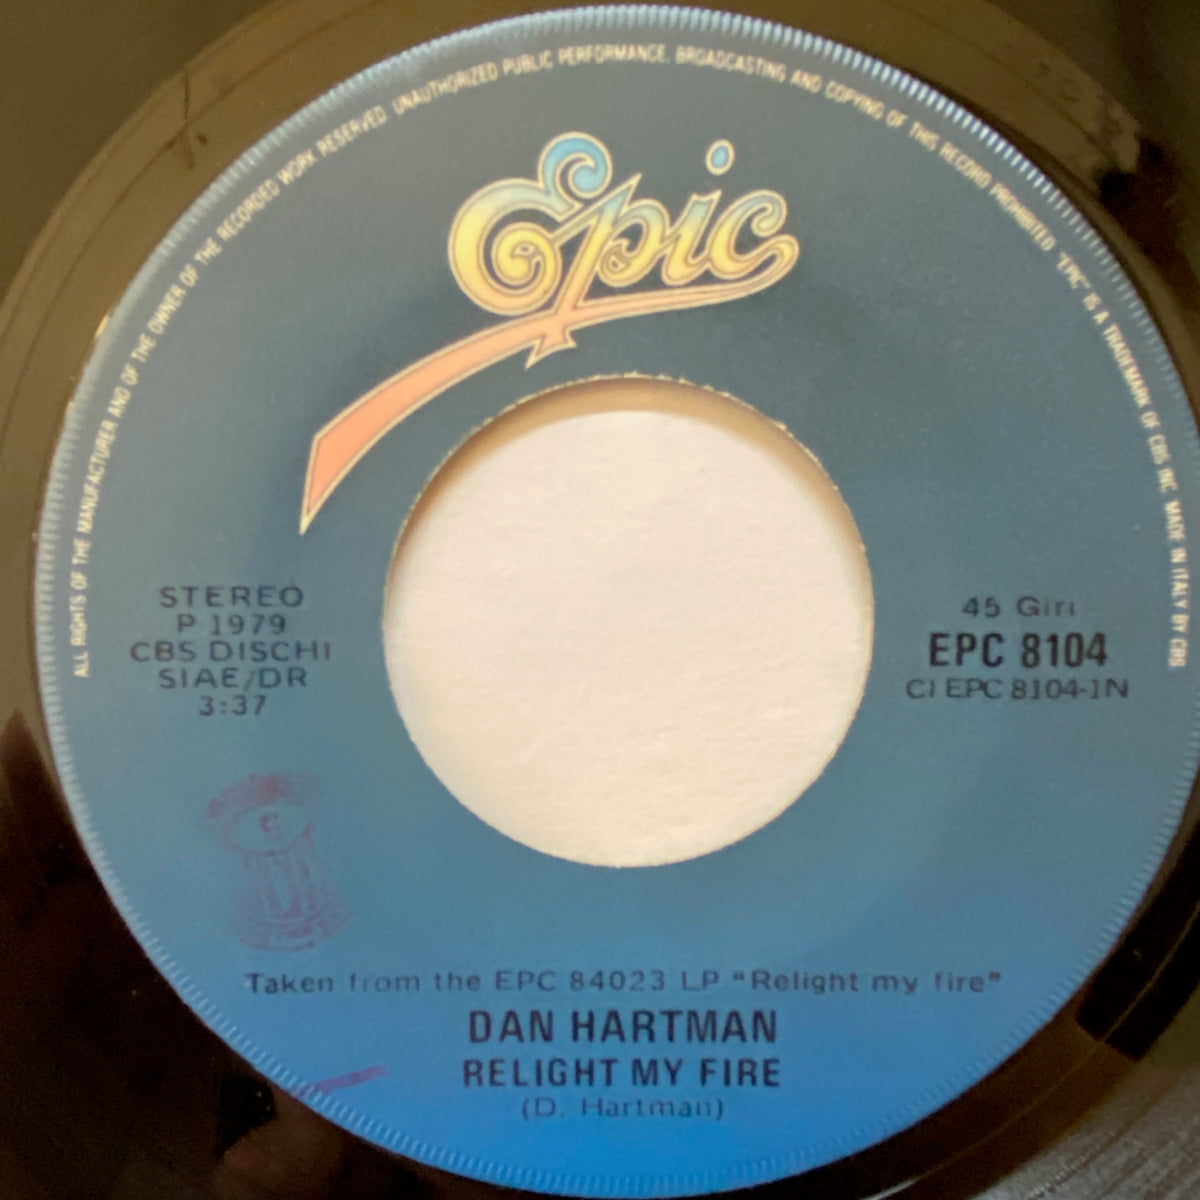 ALL RIGHTS OF THE MANUFACTURER AND OF THE OWNER OF THE RECORDED WORK RESERVED. UNAUTHORIZED PUBLIC PERFORMANCE, BROADCASTING AND COPYING OF THIS RECORD PROHIBITED. "EPIC" IS A TRADEMARK OF CBS INC. MADE IN ITALY BY CBS
Epic
STEREO
P 1979
CBS DISCHI
SIAE/DR
3:37
45 Giri
EPC 8104
CI EPC 8104-1N
Taken from the EPC 84023 LP "Relight my fire"
DAN HARTMAN
RELIGHT MY FIRE
(D. Hartman)